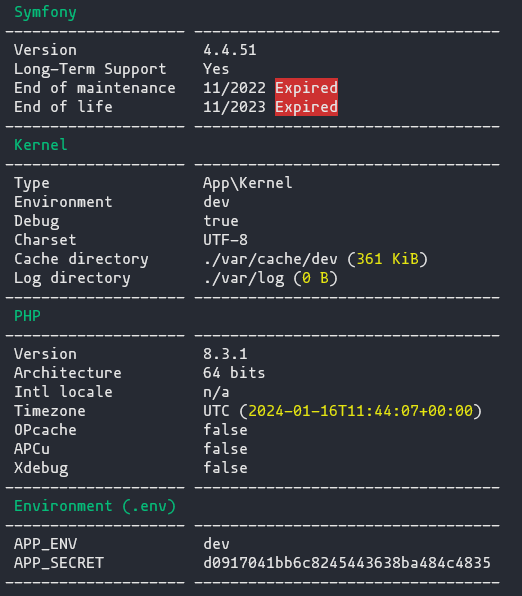 Symfony
Version 4.4.51
Long-Term Support Yes
End of maintenance 11/2022 Expired
End of life 11/2023 Expired
Kernel
Type App\Kernel
Environment dev
Debug true
Charset UTF-8
Cache directory ./var/cache/dev (361 KiB)
Log directory ./var/log (0 B)
PHP
Version 8.3.1
Architecture 64 bits
Intl locale n/a
Timezone UTC (2024-01-16T11:44:07+00:00)
OPcache false
APCu false
Xdebug false
Environment (.env)
APP_ENV dev
APP_SECRET d0917041bb6c8245443638ba484c4835